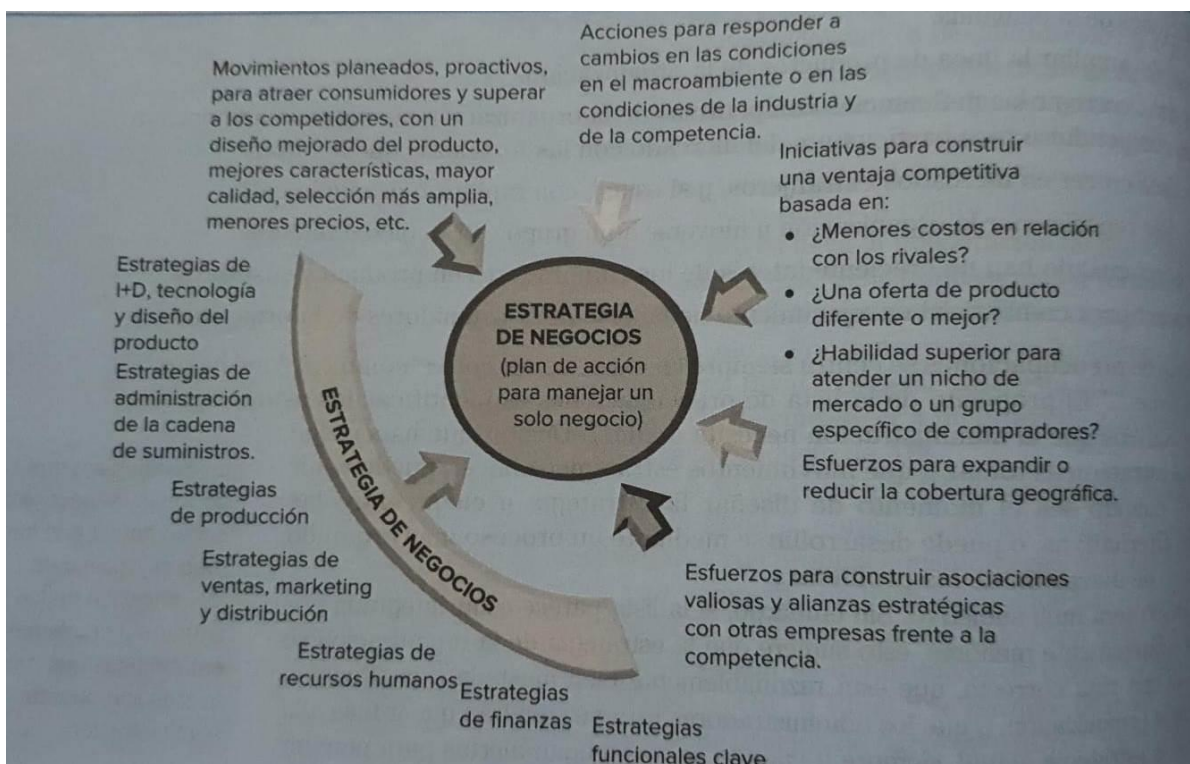 Movimientos planeados, proactivos,
para atraer consumidores y superar
a los competidores, con un
diseño mejorado del producto,
mejores características, mayor
calidad, selección más amplia,
menores precios, etc.
Acciones para responder a
cambios en las condiciones
en el macroambiente o en las
condiciones de la industria y
de la competencia.
Iniciativas para construir
una ventaja competitiva
basada en:
• ¿Menores costos en relación
con los rivales?
• ¿Una oferta de producto
diferente o mejor?
• ¿Habilidad superior para
atender un nicho de
mercado o un grupo
específico de compradores?
Esfuerzos para expandir o
reducir la cobertura geográfica.
Esfuerzos para construir asociaciones
valiosas y alianzas estratégicas
con otras empresas frente a la
competencia.
ESTRATEGIA
DE NEGOCIOS
(plan de acción
para manejar un
solo negocio)
ESTRATEGIA DE NEGOCIOS
Estrategias de
I+D, tecnología
y diseño del
producto
Estrategias de
administración
de la cadena
de suministros.
Estrategias
de producción
Estrategias de
ventas, marketing
y distribución
Estrategias de
recursos humanos
Estrategias
de finanzas
Estrategias
funcionales clave